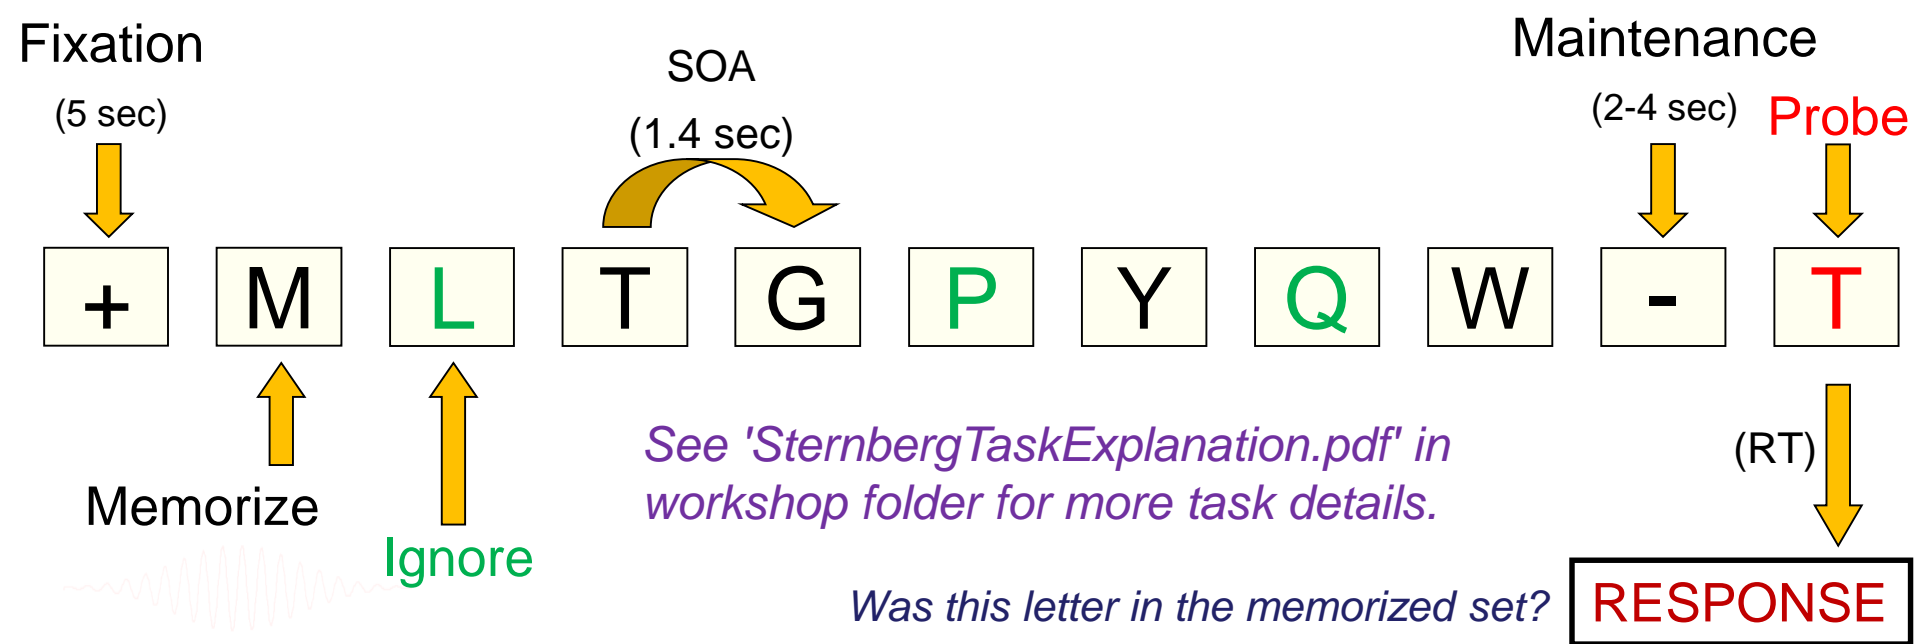 Fixation
(5 sec)
SOA
(1.4 sec)
Maintenance
(2-4 sec)
Probe
+ M L T G P Y Q W - T
Memorize
Ignore
See 'SternbergTaskExplanation.pdf' in
workshop folder for more task details.
(RT)
Was this letter in the memorized set?
RESPONSE